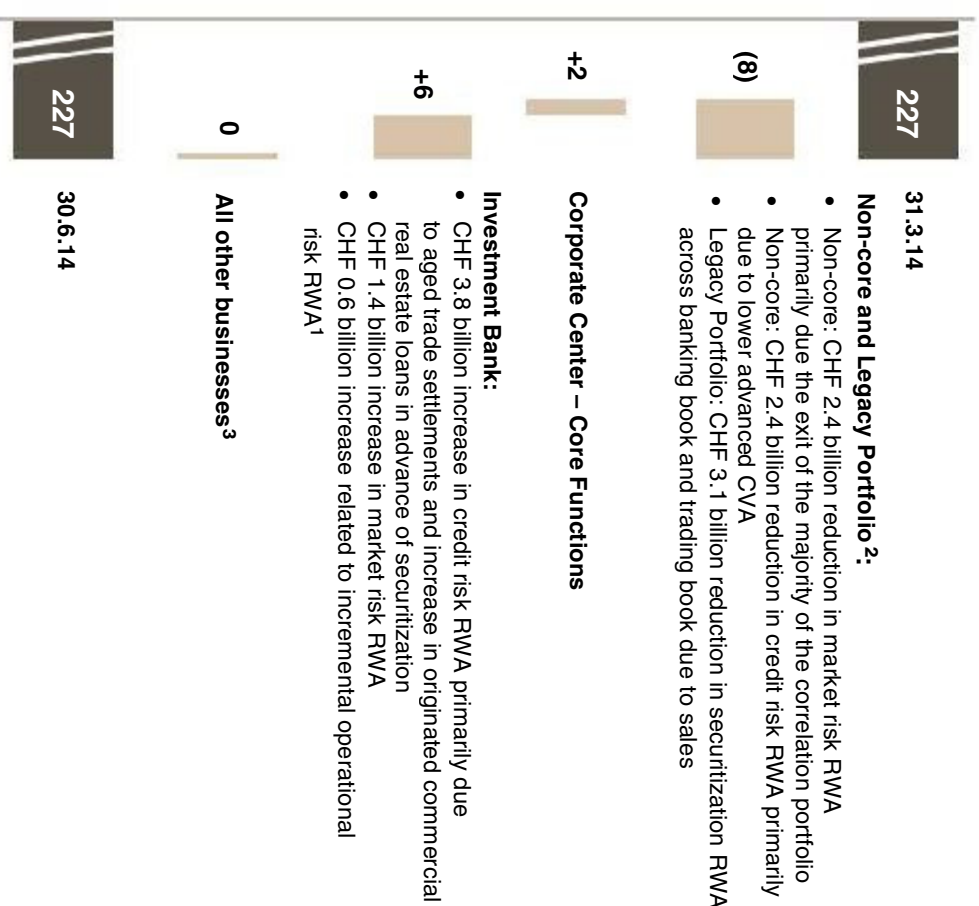 227
31.3.14
(8)
Non-core and Legacy Portfolio²:
• Non-core: CHF 2.4 billion reduction in market risk RWA
primarily due the exit of the majority of the correlation portfolio
• Non-core: CHF 2.4 billion reduction in credit risk RWA primarily
due to lower advanced CVA
• Legacy Portfolio: CHF 3.1 billion reduction in securitization RWA
across banking book and trading book due to sales
+2
Corporate Center – Core Functions
+6
Investment Bank:
• CHF 3.8 billion increase in credit risk RWA primarily due
to aged trade settlements and increase in originated commercial
real estate loans in advance of securitization
• CHF 1.4 billion increase in market risk RWA
• CHF 0.6 billion increase related to incremental operational
risk RWA¹
0
All other businesses³
227
30.6.14